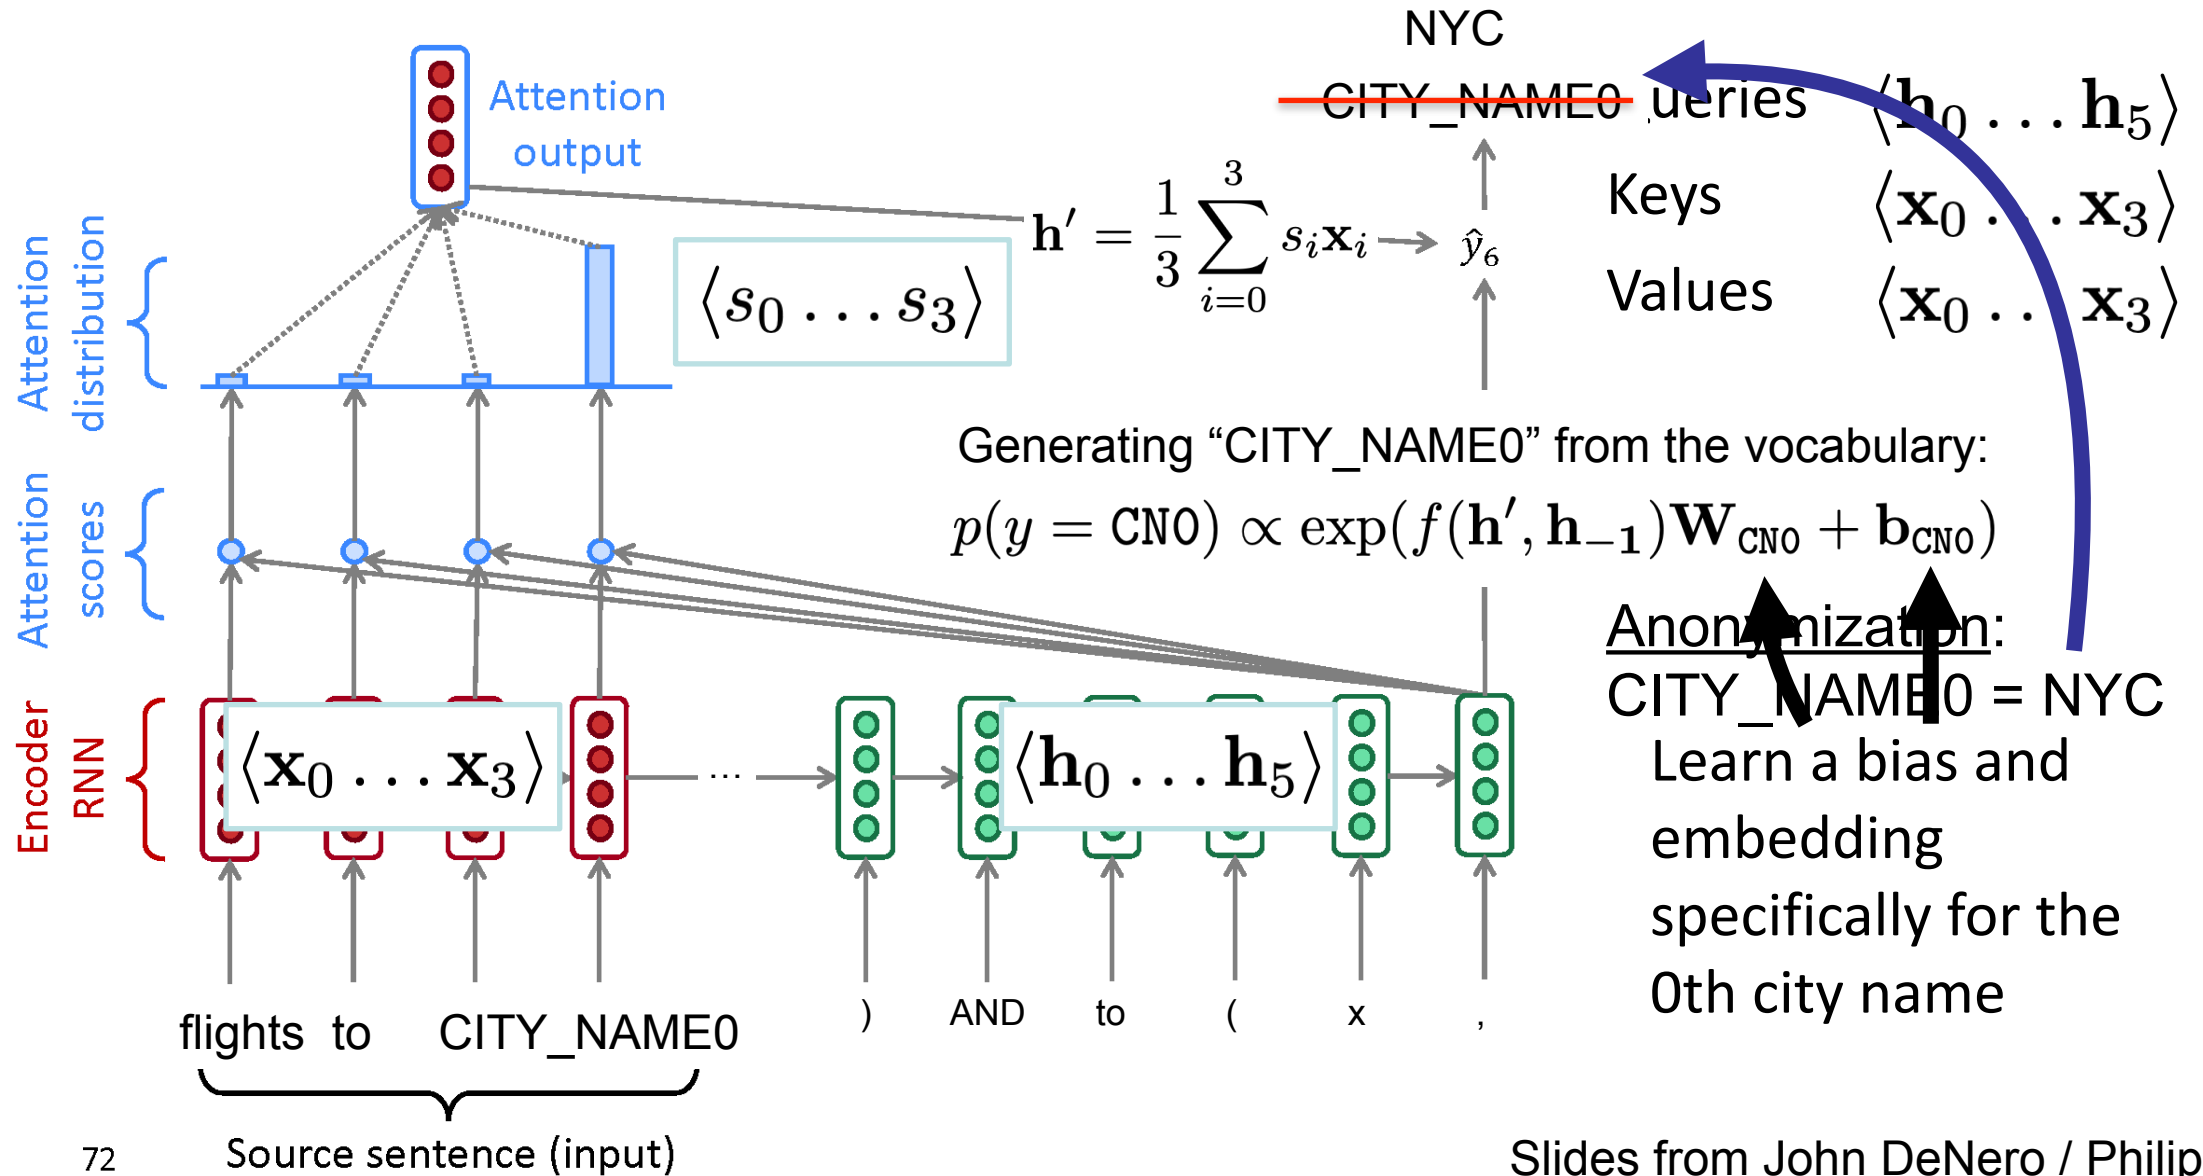 NYC
CITY_NAME0
Attention
output
ueries ⟨h₀ . . . h₅⟩
Keys ⟨x₀ . . . x₃⟩
Values ⟨x₀ . . x₃⟩
h′ = 1/3 ∑_{i=0}^{3} sᵢxᵢ
ŷ₆
⟨s₀ . . . s₃⟩
Attention
distribution
Generating “CITY_NAME0” from the vocabulary:
p(y = CN0) ∝ exp(f(h′, h₋₁)W_CN0 + b_CN0)
Attention
scores
Anonymization:
CITY_NAME0 = NYC
Learn a bias and
embedding
specifically for the
0th city name
Encoder
RNN
⟨x₀ . . . x₃⟩
...
⟨h₀ . . . h₅⟩
flights to CITY_NAME0
) AND to ( x ,
Source sentence (input)
72
Slides from John DeNero / Philip